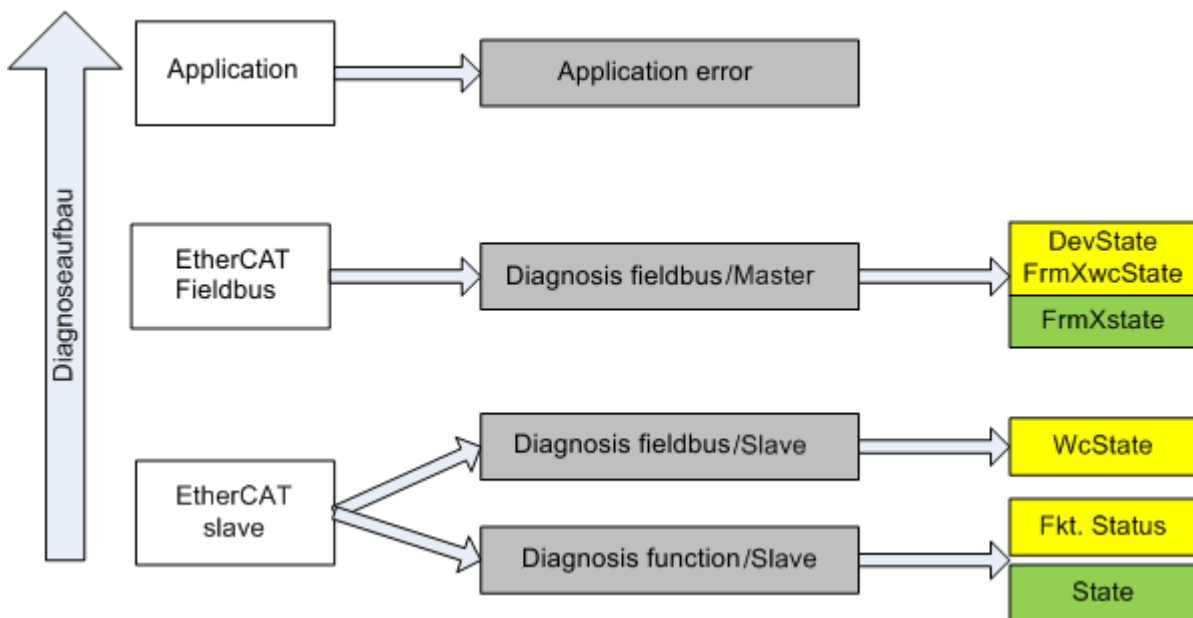 Application
Application error
Diagnoseaufbau
EtherCAT
Fieldbus
Diagnosis fieldbus/Master
DevState
FrmXwcState
FrmXstate
EtherCAT
slave
Diagnosis fieldbus/Slave
WcState
Diagnosis function/Slave
Fkt. Status
State